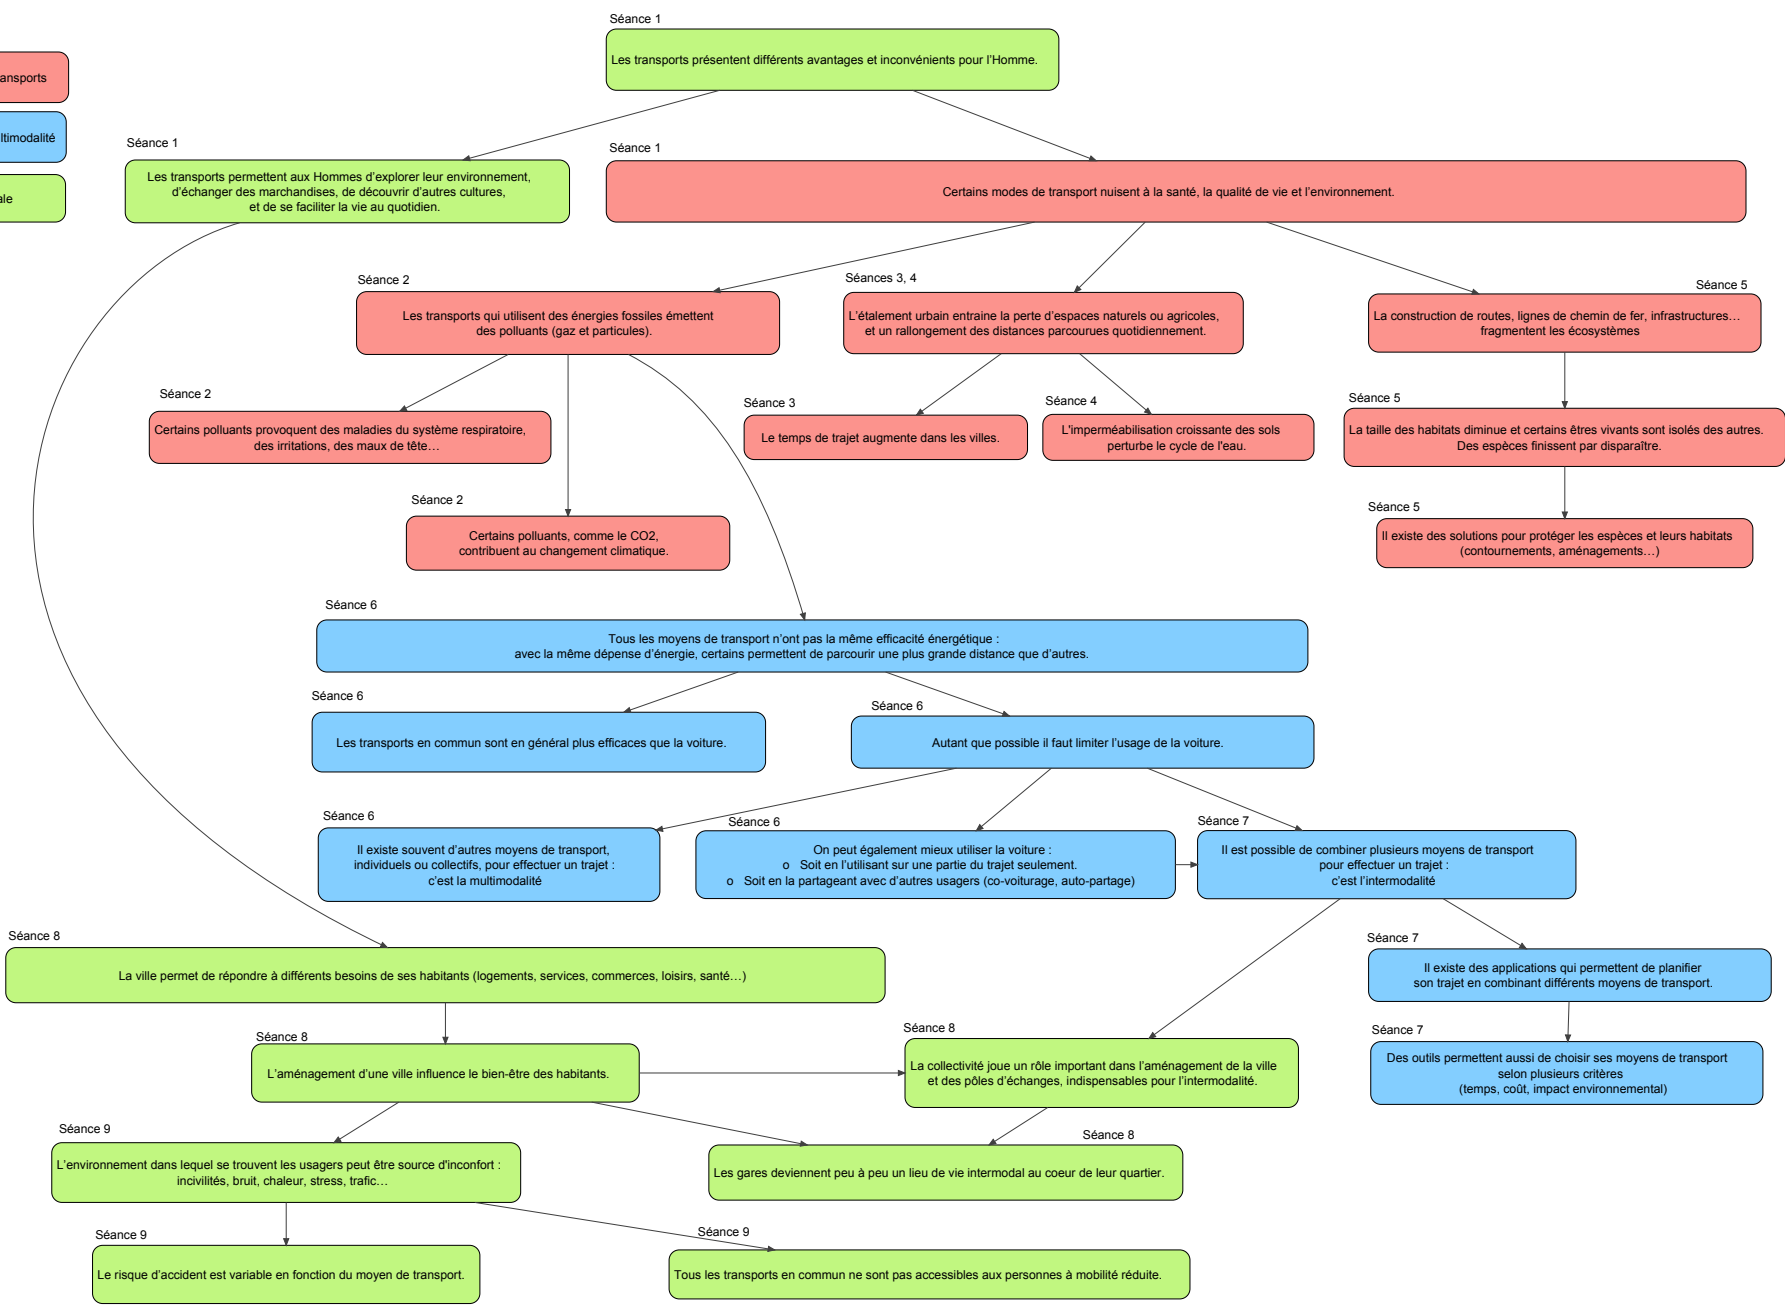 Séance 1
Les transports présentent différents avantages et inconvénients pour l'Homme.
ansports
ltimodalité
ale
Séance 1
Les transports permettent aux Hommes d'explorer leur environnement,
d'échanger des marchandises, de découvrir d'autres cultures,
et de se faciliter la vie au quotidien.
Séance 1
Certains modes de transport nuisent à la santé, la qualité de vie et l'environnement.
Séance 2
Les transports qui utilisent des énergies fossiles émettent
des polluants (gaz et particules).
Séances 3, 4
L'étalement urbain entraine la perte d'espaces naturels ou agricoles,
et un rallongement des distances parcourues quotidiennement.
Séance 5
La construction de routes, lignes de chemin de fer, infrastructures…
fragmentent les écosystèmes
Séance 2
Certains polluants provoquent des maladies du système respiratoire,
des irritations, des maux de tête…
Séance 3
Le temps de trajet augmente dans les villes.
Séance 4
L'imperméabilisation croissante des sols
perturbe le cycle de l'eau.
Séance 5
La taille des habitats diminue et certains êtres vivants sont isolés des autres.
Des espèces finissent par disparaître.
Séance 2
Certains polluants, comme le CO2,
contribuent au changement climatique.
Séance 5
Il existe des solutions pour protéger les espèces et leurs habitats
(contournements, aménagements…)
Séance 6
Tous les moyens de transport n'ont pas la même efficacité énergétique :
avec la même dépense d'énergie, certains permettent de parcourir une plus grande distance que d'autres.
Séance 6
Les transports en commun sont en général plus efficaces que la voiture.
Séance 6
Autant que possible il faut limiter l'usage de la voiture.
Séance 6
Il existe souvent d'autres moyens de transport,
individuels ou collectifs, pour effectuer un trajet :
c'est la multimodalité
Séance 6
On peut également mieux utiliser la voiture :
o Soit en l'utilisant sur une partie du trajet seulement.
o Soit en la partageant avec d'autres usagers (co-voiturage, auto-partage)
Séance 7
Il est possible de combiner plusieurs moyens de transport
pour effectuer un trajet :
c'est l'intermodalité
Séance 8
La ville permet de répondre à différents besoins de ses habitants (logements, services, commerces, loisirs, santé…)
Séance 7
Il existe des applications qui permettent de planifier
son trajet en combinant différents moyens de transport.
Séance 8
L'aménagement d'une ville influence le bien-être des habitants.
Séance 8
La collectivité joue un rôle important dans l'aménagement de la ville
et des pôles d'échanges, indispensables pour l'intermodalité.
Séance 7
Des outils permettent aussi de choisir ses moyens de transport
selon plusieurs critères
(temps, coût, impact environnemental)
Séance 9
L'environnement dans lequel se trouvent les usagers peut être source d'inconfort :
incivilités, bruit, chaleur, stress, trafic…
Séance 8
Les gares deviennent peu à peu un lieu de vie intermodal au coeur de leur quartier.
Séance 9
Le risque d'accident est variable en fonction du moyen de transport.
Séance 9
Tous les transports en commun ne sont pas accessibles aux personnes à mobilité réduite.